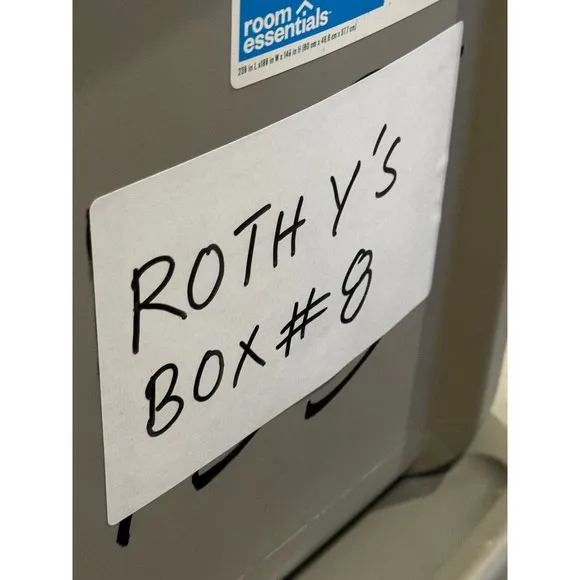 room
essentials
ROTHY'S
BOX #8